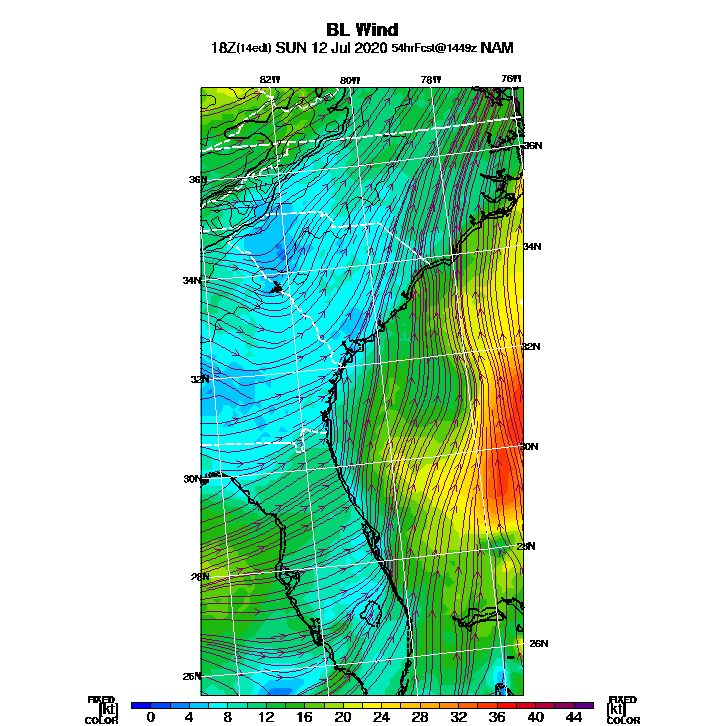 BL Wind
18Z(14edt) SUN 12 Jul 2020 54hrFcst@1449z NAM
82W 80W 78W 76W
36N
36N
34N
34N
32N
32N
30N
30N
28N
28N
26N
26N
FIXED FIXED
[kt] 0 4 8 12 16 20 24 28 32 36 40 44 [kt]
COLOR COLOR